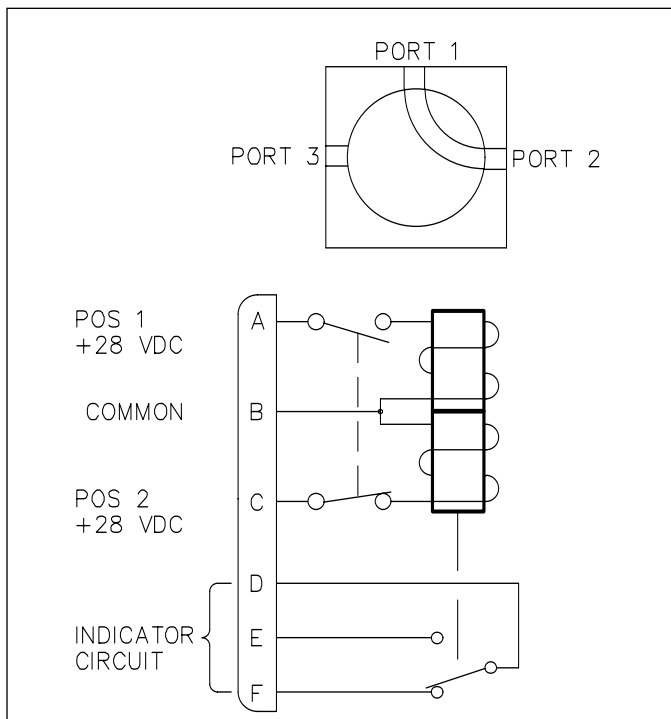 PORT 1
PORT 3
PORT 2
POS 1
+28 VDC
A
COMMON
B
POS 2
+28 VDC
C
D
INDICATOR
CIRCUIT
E
F